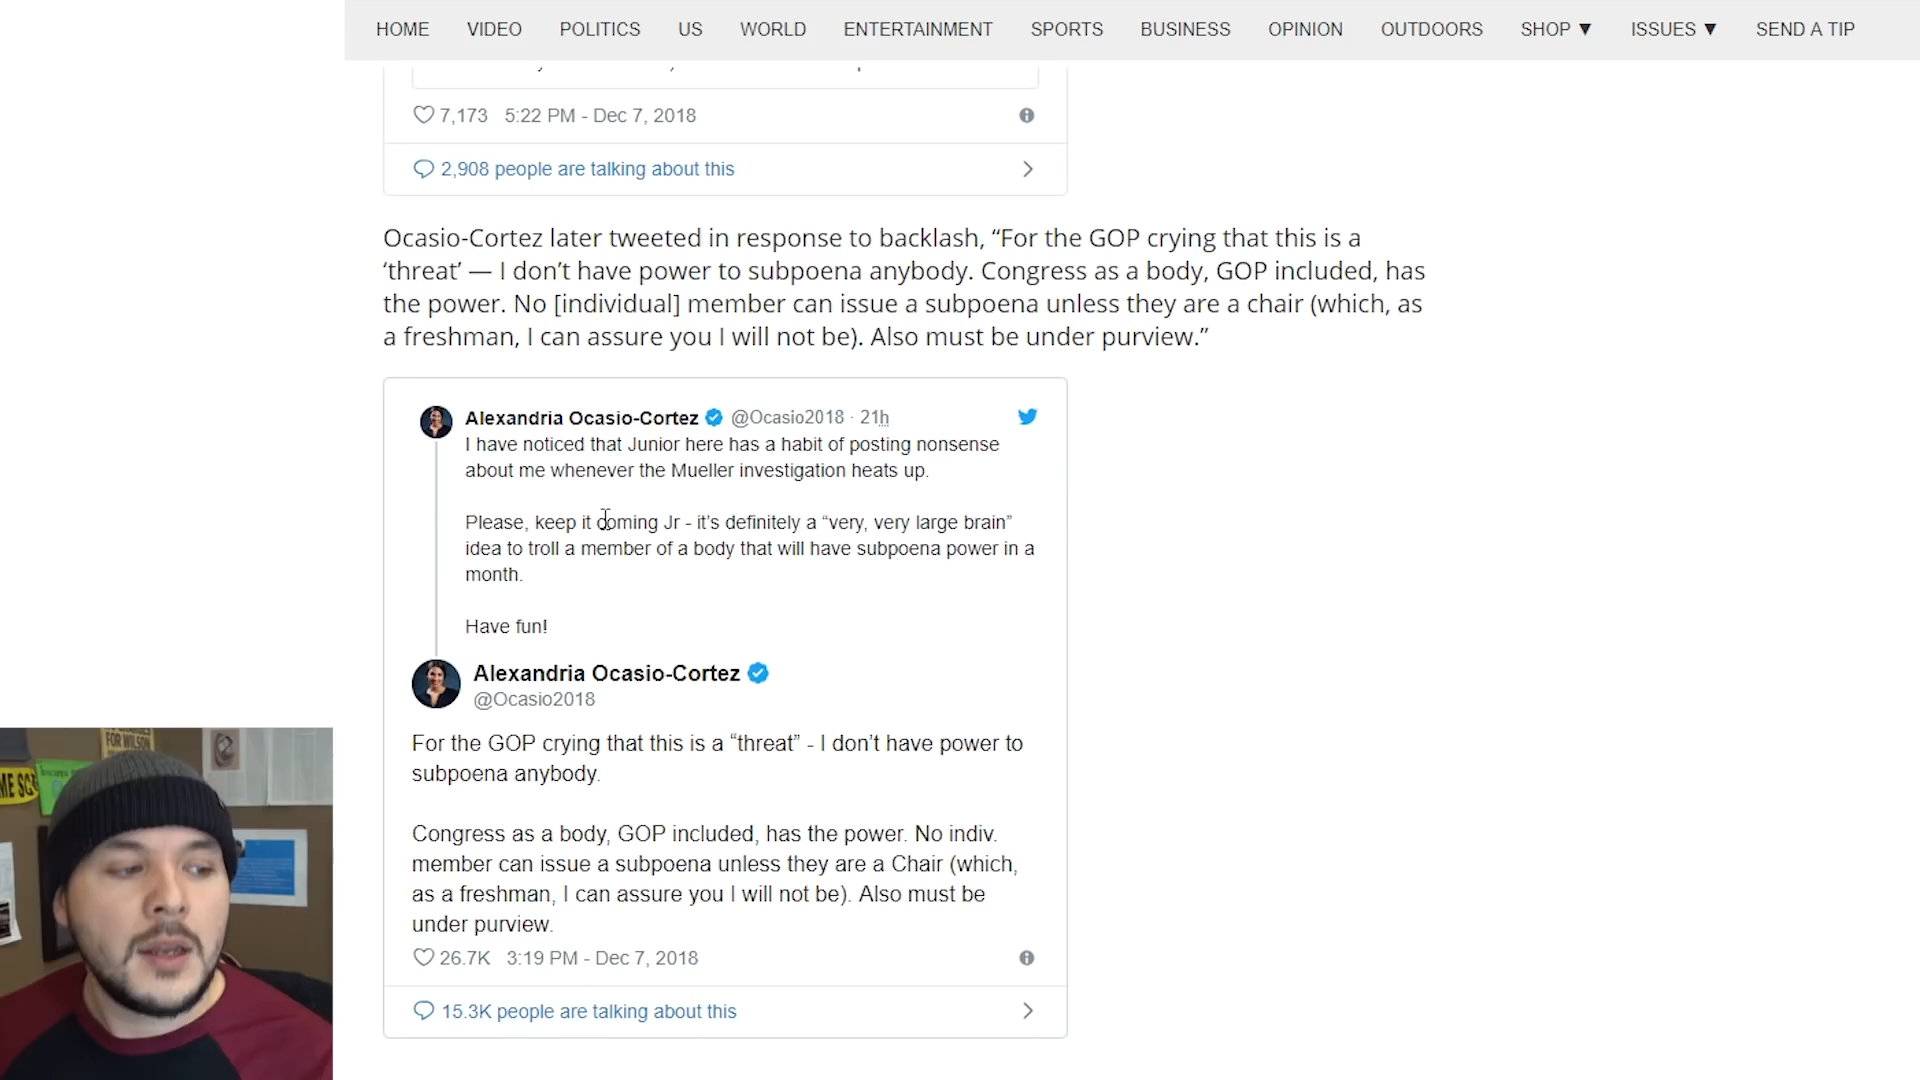 HOME VIDEO POLITICS US WORLD ENTERTAINMENT SPORTS BUSINESS OPINION OUTDOORS SHOP ▼ ISSUES ▼ SEND A TIP
7,173 5:22 PM - Dec 7, 2018
2,908 people are talking about this
Ocasio-Cortez later tweeted in response to backlash, “For the GOP crying that this is a
‘threat’ — I don’t have power to subpoena anybody. Congress as a body, GOP included, has
the power. No [individual] member can issue a subpoena unless they are a chair (which, as
a freshman, I can assure you I will not be). Also must be under purview.”
Alexandria Ocasio-Cortez @Ocasio2018 · 21h
I have noticed that Junior here has a habit of posting nonsense
about me whenever the Mueller investigation heats up.
Please, keep it coming Jr - it’s definitely a “very, very large brain”
idea to troll a member of a body that will have subpoena power in a
month.
Have fun!
Alexandria Ocasio-Cortez
@Ocasio2018
For the GOP crying that this is a “threat” - I don’t have power to
subpoena anybody.
Congress as a body, GOP included, has the power. No indiv.
member can issue a subpoena unless they are a Chair (which,
as a freshman, I can assure you I will not be). Also must be
under purview.
26.7K 3:19 PM - Dec 7, 2018
15.3K people are talking about this
FOR WILSON
ME SC